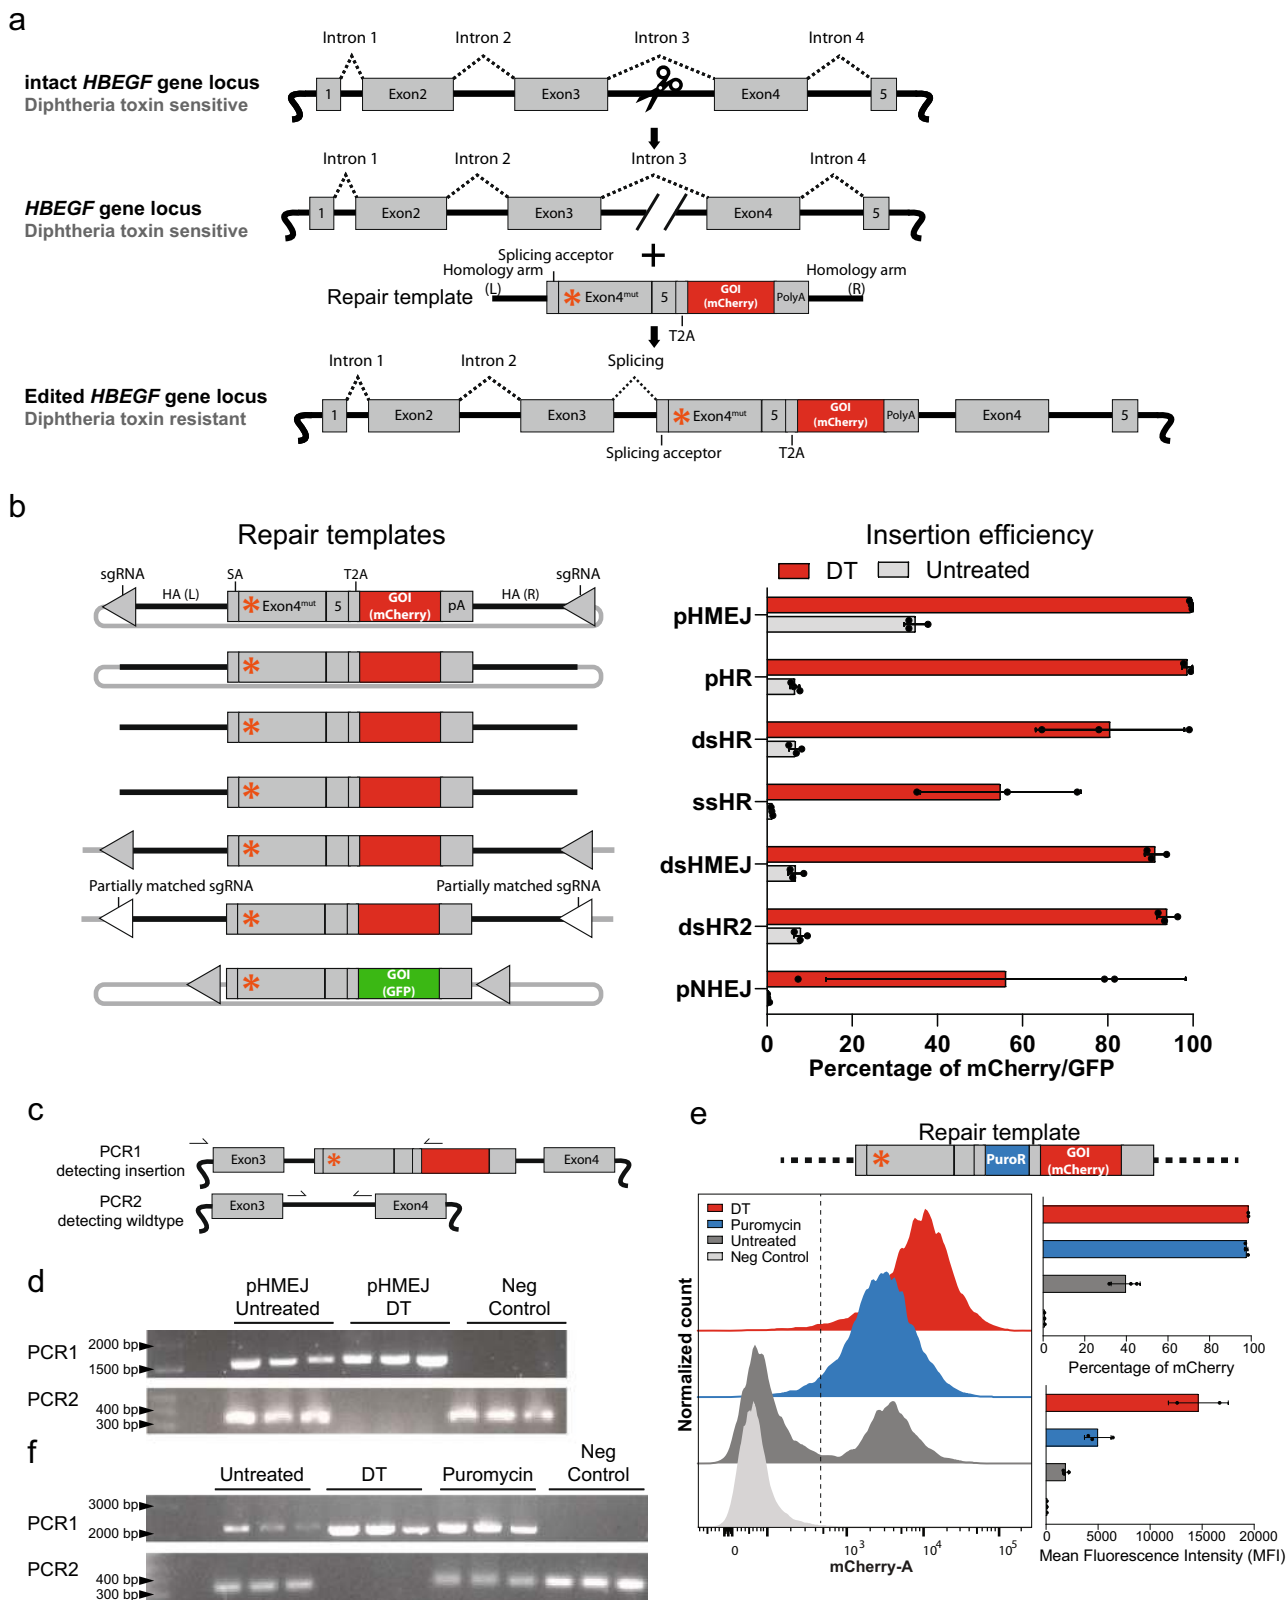 a
Intron 1
Intron 2
Intron 3
Intron 4
intact HBEGF gene locus
Diphtheria toxin sensitive
1
Exon2
Exon3
Exon4
5
Intron 1
Intron 2
Intron 3
Intron 4
HBEGF gene locus
Diphtheria toxin sensitive
1
Exon2
Exon3
Exon4
5
+
Splicing acceptor
Homology arm
(L)
Homology arm
(R)
Repair template
* Exon4mut
5
GOI
(mCherry)
PolyA
T2A
Intron 1
Intron 2
Splicing
Edited HBEGF gene locus
Diphtheria toxin resistant
1
Exon2
Exon3
* Exon4mut
5
GOI
(mCherry)
PolyA
Exon4
5
Splicing acceptor
T2A
b
Repair templates
sgRNA
HA (L)
SA
T2A
HA (R)
sgRNA
* Exon4mut
5
GOI
(mCherry)
pA
*
*
*
*
Partially matched sgRNA
Partially matched sgRNA
*
*
GOI
(GFP)
Insertion efficiency
DT
Untreated
pHMEJ
pHR
dsHR
ssHR
dsHMEJ
dsHR2
pNHEJ
0 20 40 60 80 100
Percentage of mCherry/GFP
c
PCR1
detecting insertion
Exon3
*
Exon4
PCR2
detecting wildtype
Exon3
Exon4
d
pHMEJ
Untreated
pHMEJ
DT
Neg
Control
PCR1
2000 bp
1500 bp
PCR2
400 bp
300 bp
f
Untreated
DT
Puromycin
Neg
Control
PCR1
3000 bp
2000 bp
PCR2
400 bp
300 bp
e
Repair template
*
PuroR
GOI
(mCherry)
DT
Puromycin
Untreated
Neg Control
Normalized count
0 10³ 10⁴ 10⁵
mCherry-A
0 20 40 60 80 100
Percentage of mCherry
0 5000 10000 15000 20000
Mean Fluorescence Intensity (MFI)